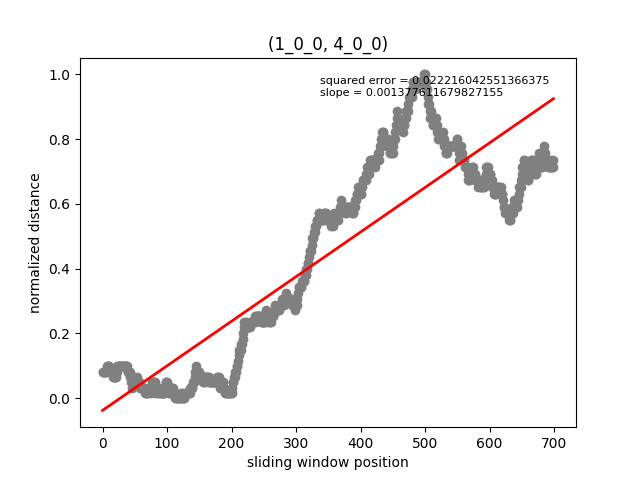 (1_0_0, 4_0_0)
squared error = 0.022216042551366375
slope = 0.001377611679827155
1.0
0.8
0.6
0.4
0.2
0.0
normalized distance
0 100 200 300 400 500 600 700
sliding window position